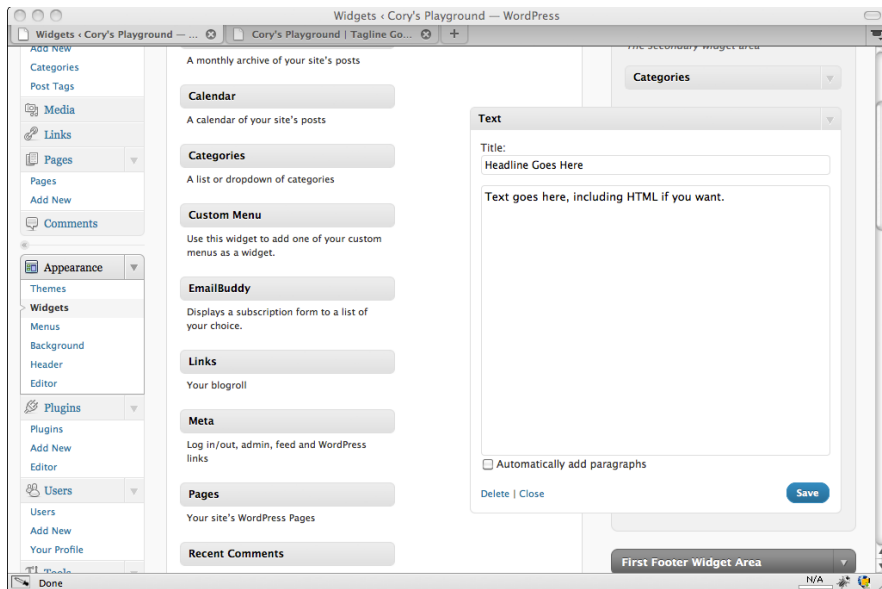 Widgets ‹ Cory's Playground — WordPress
Widgets ‹ Cory's Playground — ...
Cory's Playground | Tagline Go...
+
Add New
Categories
Post Tags
Media
Links
Pages
Pages
Add New
Comments
Appearance
Themes
Widgets
Menus
Background
Header
Editor
Plugins
Plugins
Add New
Editor
Users
Users
Add New
Your Profile
Tools
A monthly archive of your site's posts
Calendar
A calendar of your site's posts
Categories
A list or dropdown of categories
Custom Menu
Use this widget to add one of your custom
menus as a widget.
EmailBuddy
Displays a subscription form to a list of
your choice.
Links
Your blogroll
Meta
Log in/out, admin, feed and WordPress
links
Pages
Your site's WordPress Pages
Recent Comments
The secondary widget area
Categories
Text
Title:
Headline Goes Here
Text goes here, including HTML if you want.
Automatically add paragraphs
Delete | Close
Save
First Footer Widget Area
Done
N/A